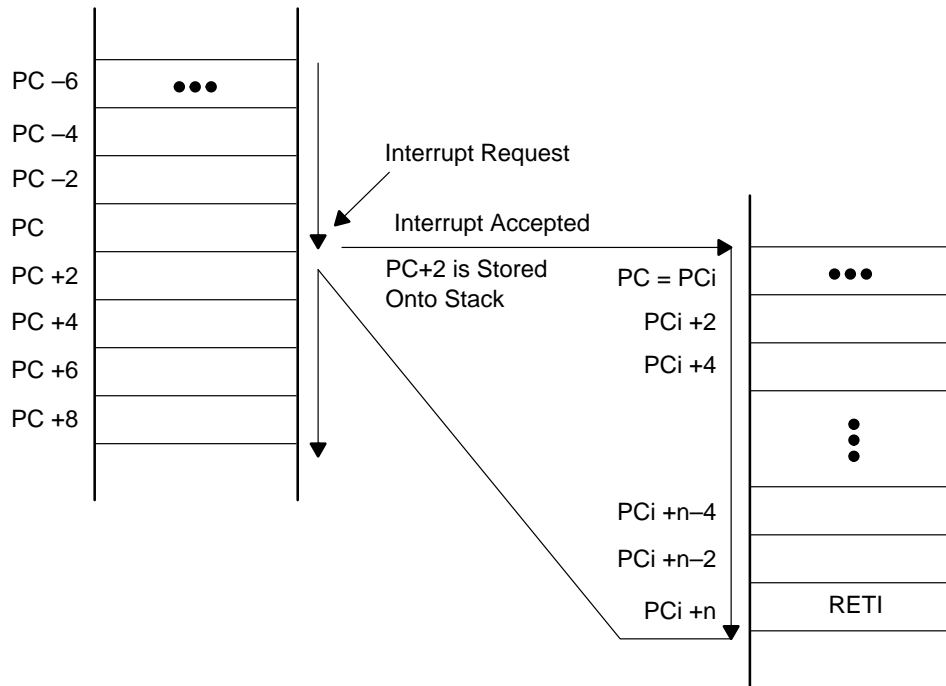 PC –6
PC –4
PC –2
PC
PC +2
PC +4
PC +6
PC +8
Interrupt Request
Interrupt Accepted
PC+2 is Stored
Onto Stack
PC = PCi
PCi +2
PCi +4
PCi +n–4
PCi +n–2
PCi +n
RETI